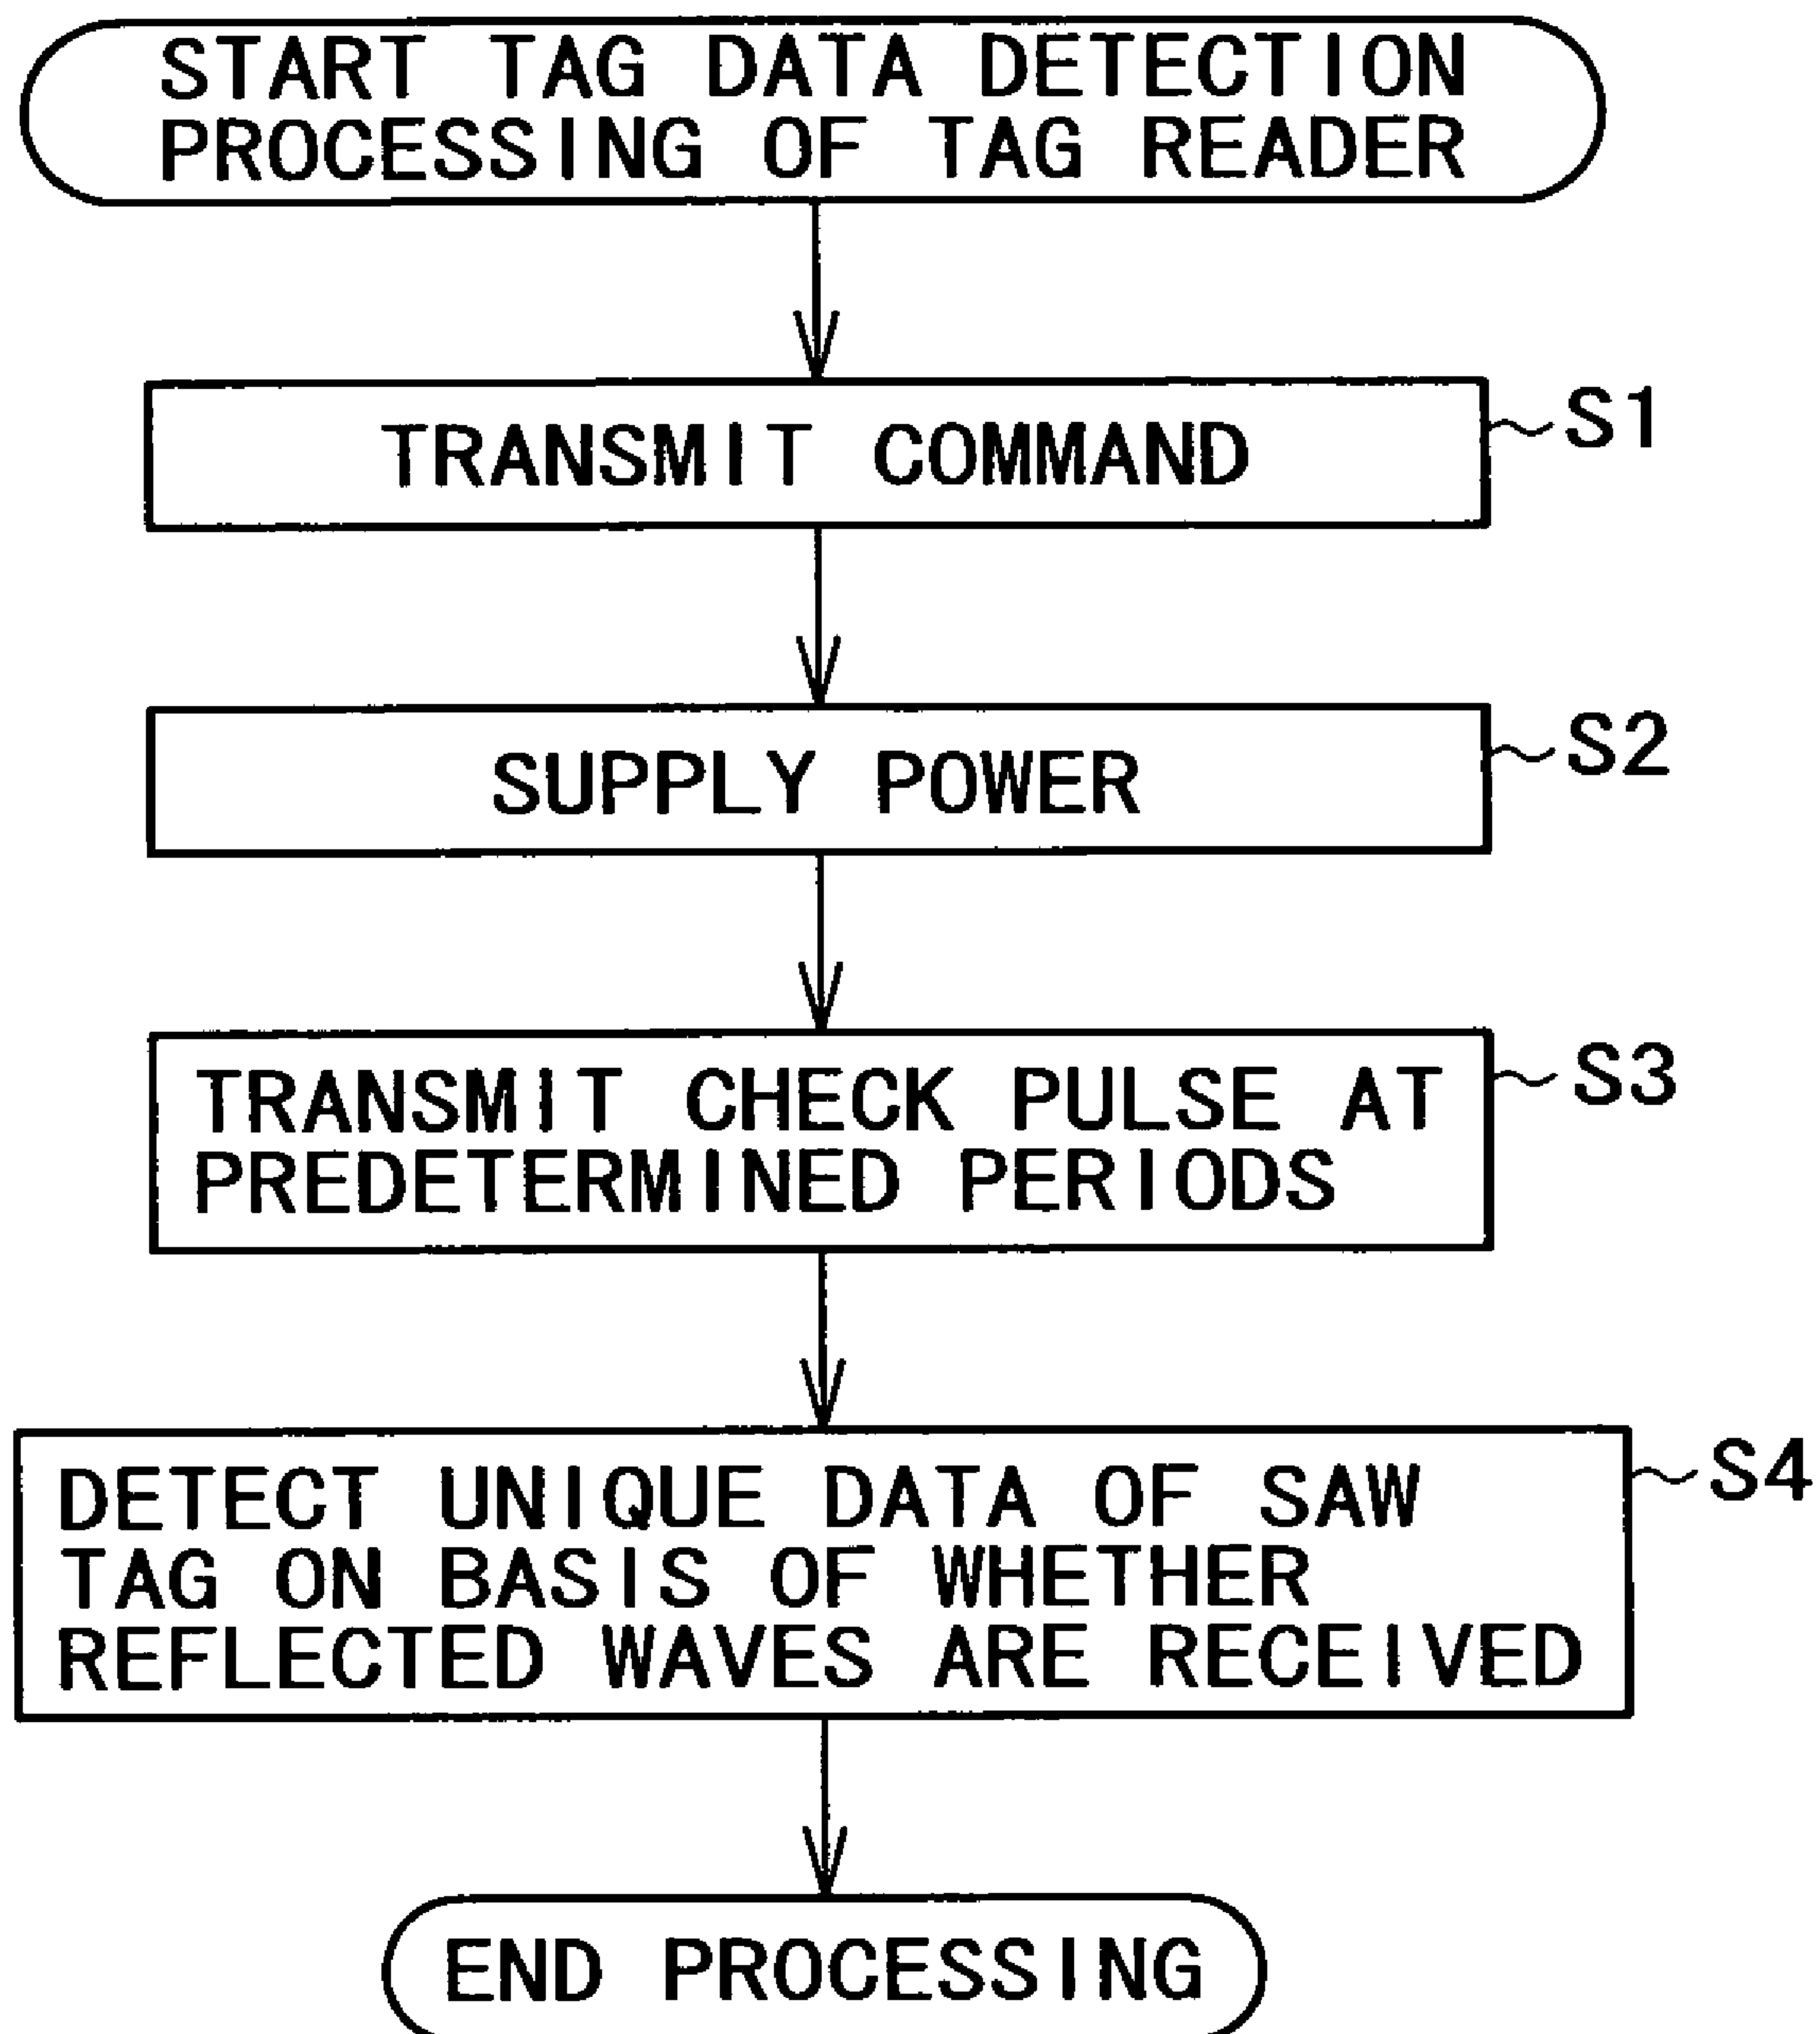 START TAG DATA DETECTION
PROCESSING OF TAG READER
TRANSMIT COMMAND
S1
SUPPLY POWER
S2
TRANSMIT CHECK PULSE AT
PREDETERMINED PERIODS
S3
DETECT UNIQUE DATA OF SAW
TAG ON BASIS OF WHETHER
REFLECTED WAVES ARE RECEIVED
S4
END PROCESSING